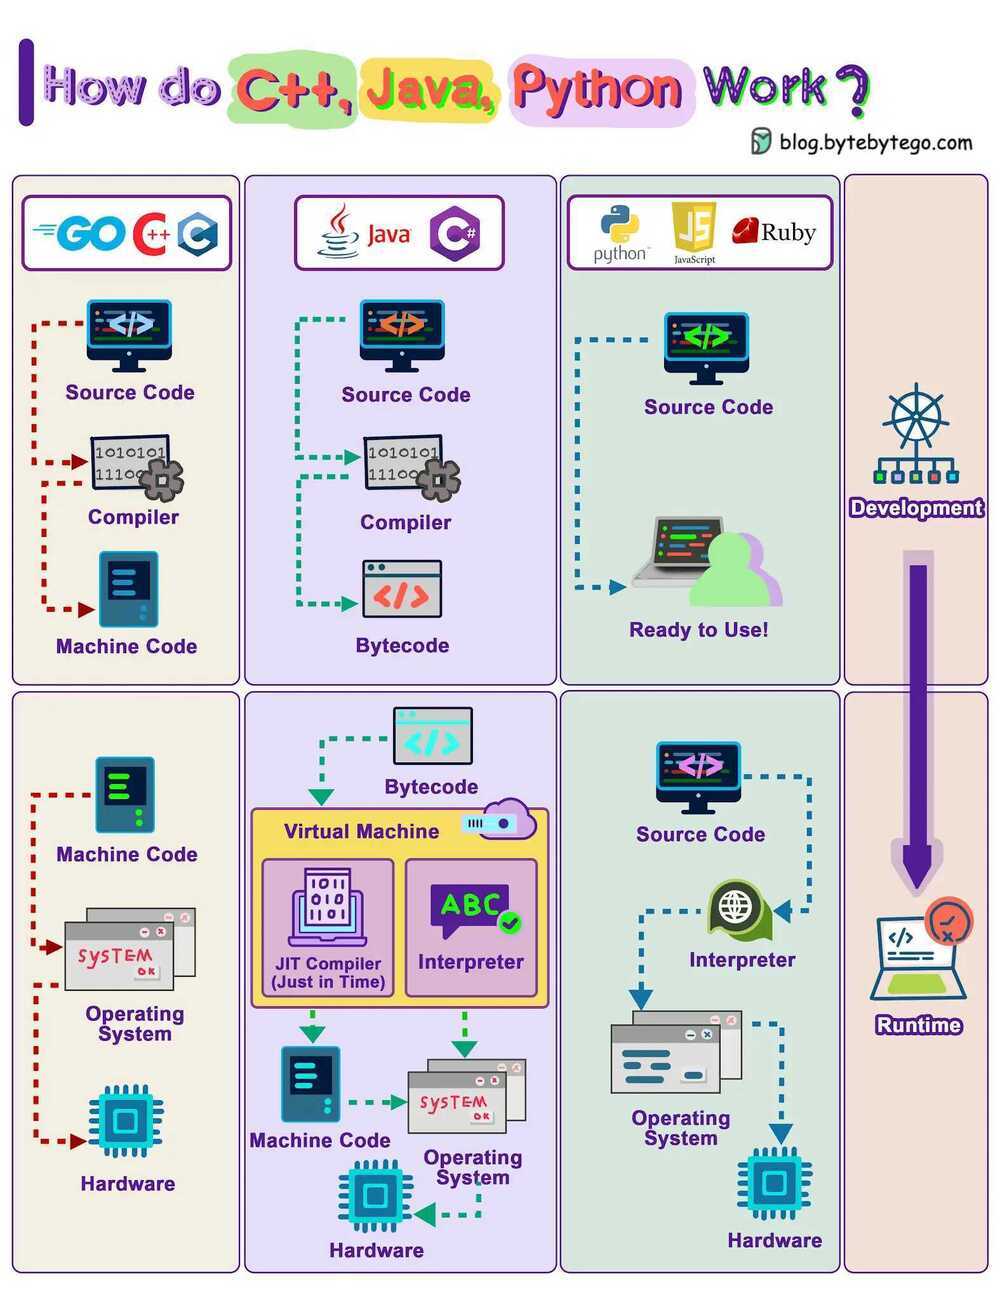 How do C++, Java, Python Work?
blog.bytebytego.com
GO C++ C
Java C#
python JS JavaScript Ruby
Source Code
1010101
11100
Compiler
Machine Code
Source Code
1010101
11100
Compiler
Bytecode
Source Code
Ready to Use!
Development
Machine Code
SYSTEM
OK
Operating
System
Hardware
Bytecode
Virtual Machine
1011
011
1101
JIT Compiler
(Just in Time)
ABC
Interpreter
Machine Code
SYSTEM
OK
Operating
System
Hardware
Source Code
Interpreter
Operating
System
Hardware
Runtime